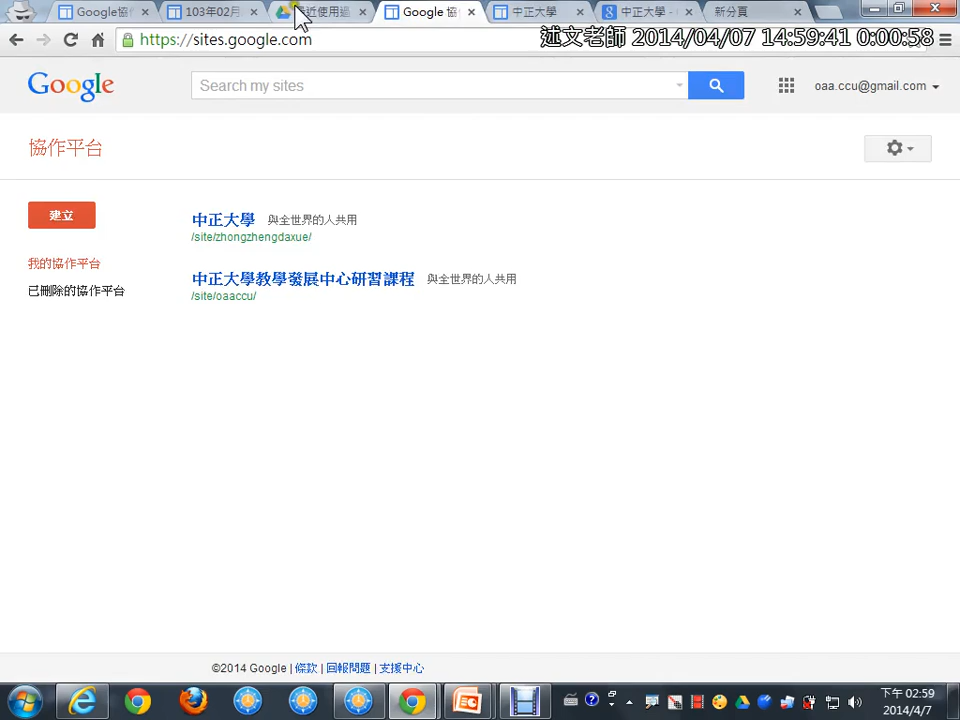 Google協
103年02月
近使用過
Google 協
中正大學
中正大學 -
新分頁
https://sites.google.com
述文老師 2014/04/07 14:59:41 0:00:58
Google
Search my sites
oaa.ccu@gmail.com
協作平台
建立
中正大學 與全世界的人共用
/site/zhongzhengdaxue/
我的協作平台
中正大學教學發展中心研習課程 與全世界的人共用
已刪除的協作平台
/site/oaaccu/
©2014 Google | 條款 | 回報問題 | 支援中心
下午 02:59
2014/4/7